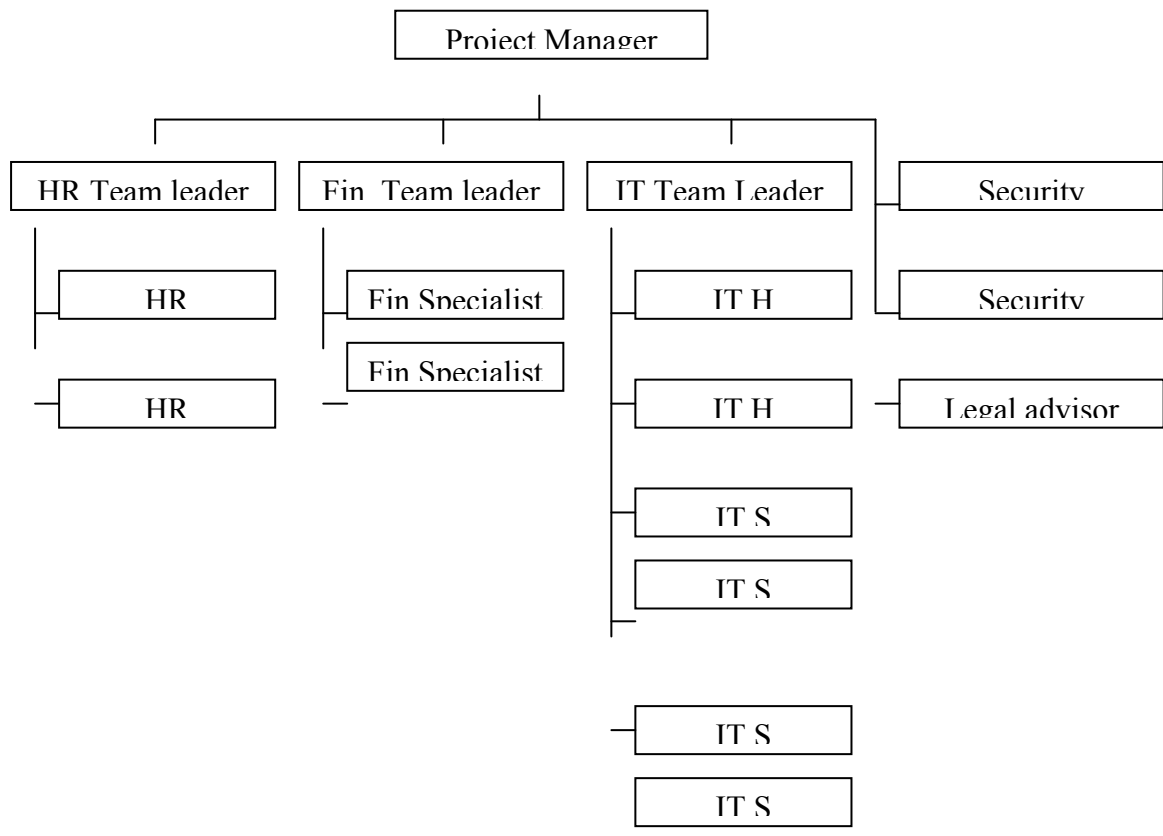 Project Manager
HR Team leader
Fin Team leader
IT Team Leader
Security
HR
Fin Specialist
IT H
Security
Fin Specialist
HR
IT H
Legal advisor
IT S
IT S
IT S
IT S